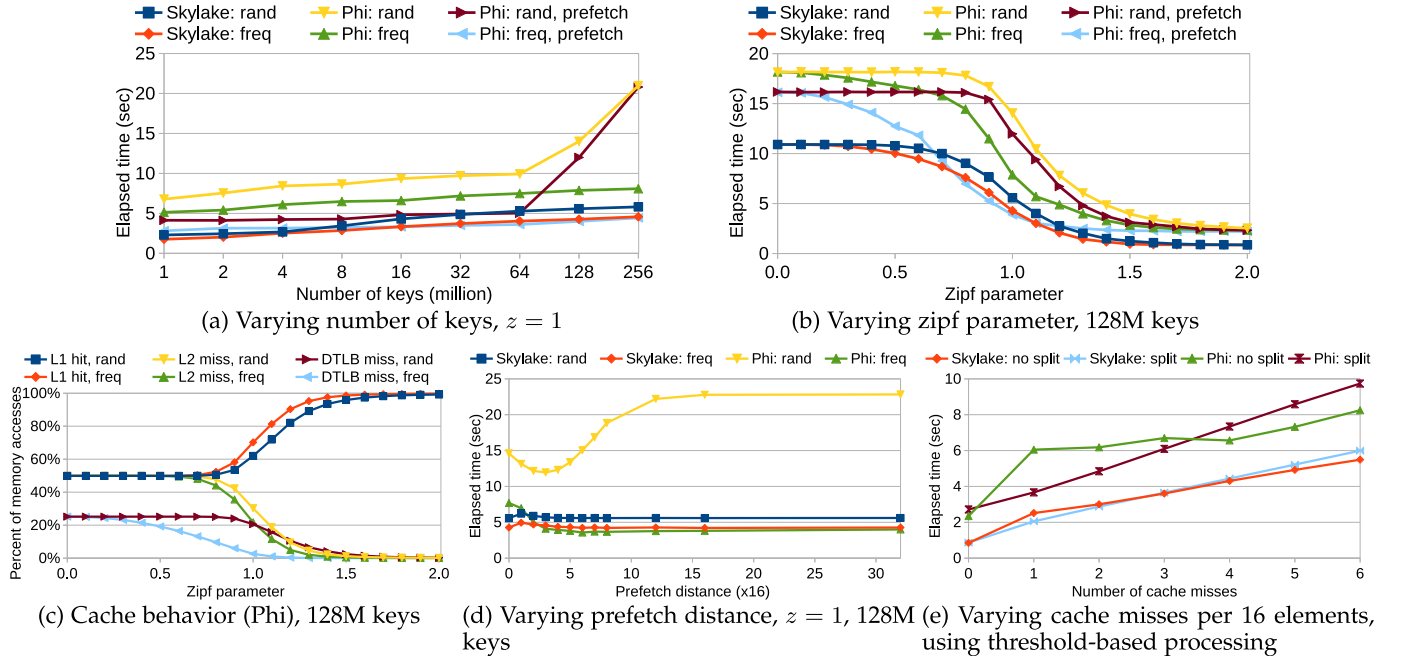 Skylake: rand Phi: rand Phi: rand, prefetch
Skylake: freq Phi: freq Phi: freq, prefetch
25
20
15
10
5
0
Elapsed time (sec)
1 2 4 8 16 32 64 128 256
Number of keys (million)
(a) Varying number of keys, z = 1
Skylake: rand Phi: rand Phi: rand, prefetch
Skylake: freq Phi: freq Phi: freq, prefetch
20
15
10
5
0
Elapsed time (sec)
0.0 0.5 1.0 1.5 2.0
Zipf parameter
(b) Varying zipf parameter, 128M keys
L1 hit, rand L2 miss, rand DTLB miss, rand
L1 hit, freq L2 miss, freq DTLB miss, freq
100%
80%
60%
40%
20%
0%
Percent of memory accesses
0.0 0.5 1.0 1.5 2.0
Zipf parameter
(c) Cache behavior (Phi), 128M keys
Skylake: rand Skylake: freq Phi: rand Phi: freq
25
20
15
10
5
0
Elapsed time (sec)
0 5 10 15 20 25 30
Prefetch distance (x16)
(d) Varying prefetch distance, z = 1, 128M
keys
Skylake: no split Skylake: split Phi: no split Phi: split
10
8
6
4
2
0
Elapsed time (sec)
0 1 2 3 4 5 6
Number of cache misses
(e) Varying cache misses per 16 elements,
using threshold-based processing